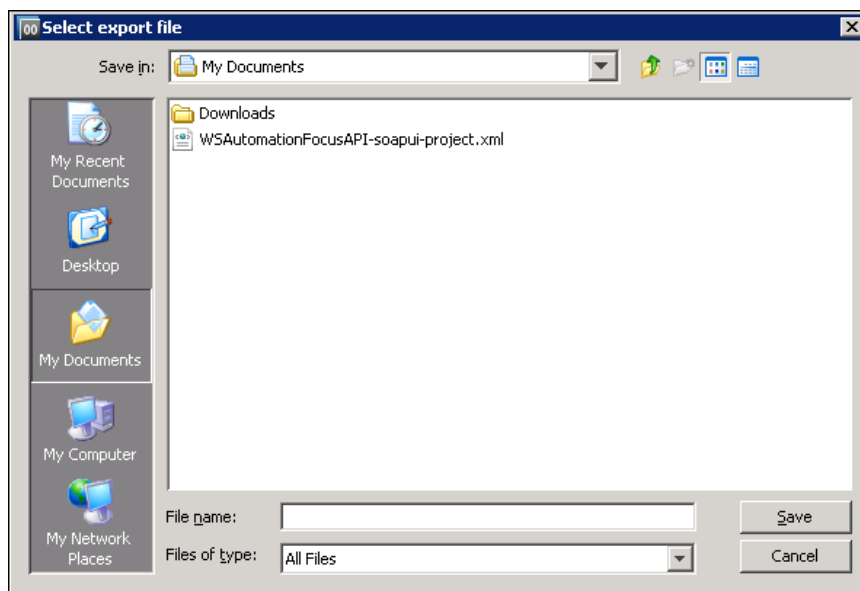 Select export file
Save in:
My Documents
Downloads
WSAutomationFocusAPI-soapui-project.xml
My Recent
Documents
Desktop
My Documents
My Computer
My Network
Places
File name:
Save
Files of type:
All Files
Cancel